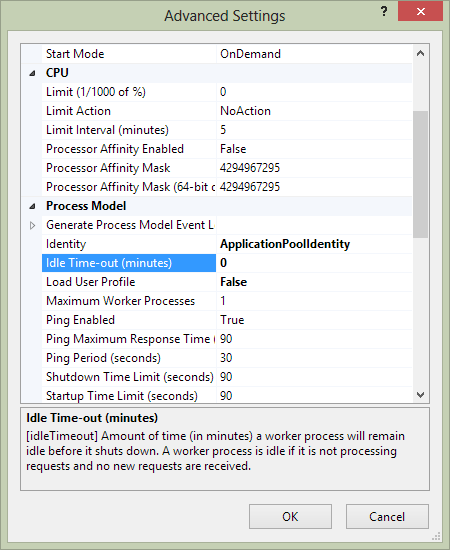 Advanced Settings
?
Start Mode OnDemand
CPU
Limit (1/1000 of %) 0
Limit Action NoAction
Limit Interval (minutes) 5
Processor Affinity Enabled False
Processor Affinity Mask 4294967295
Processor Affinity Mask (64-bit o 4294967295
Process Model
Generate Process Model Event L
Identity ApplicationPoolIdentity
Idle Time-out (minutes) 0
Load User Profile False
Maximum Worker Processes 1
Ping Enabled True
Ping Maximum Response Time ( 90
Ping Period (seconds) 30
Shutdown Time Limit (seconds) 90
Startup Time Limit (seconds) 90
Idle Time-out (minutes)
[idleTimeout] Amount of time (in minutes) a worker process will remain
idle before it shuts down. A worker process is idle if it is not processing
requests and no new requests are received.
OK Cancel